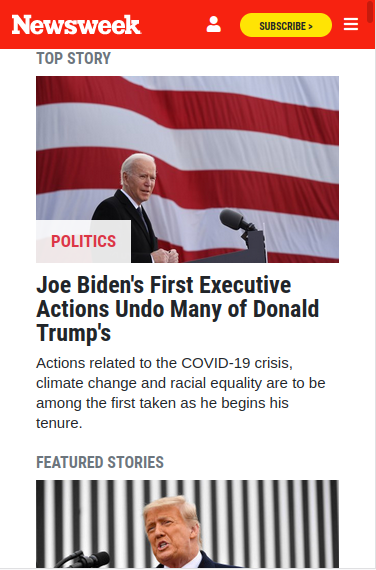 Newsweek
SUBSCRIBE >
TOP STORY
POLITICS
Joe Biden's First Executive
Actions Undo Many of Donald
Trump's
Actions related to the COVID-19 crisis,
climate change and racial equality are to be
among the first taken as he begins his
tenure.
FEATURED STORIES